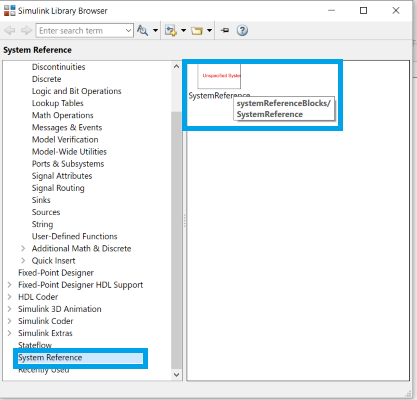 Simulink Library Browser
Enter search term
System Reference
Discontinuities
Discrete
Logic and Bit Operations
Lookup Tables
Math Operations
Messages & Events
Model Verification
Model-Wide Utilities
Ports & Subsystems
Signal Attributes
Signal Routing
Sinks
Sources
String
User-Defined Functions
Additional Math & Discrete
Quick Insert
Fixed-Point Designer
Fixed-Point Designer HDL Support
HDL Coder
Simulink 3D Animation
Simulink Coder
Simulink Extras
Stateflow
System Reference
Recently Used
Unspecified System
SystemReference
systemReferenceBlocks/
SystemReference